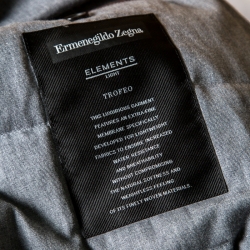 Ermenegildo Zegna
ELEMENTS
LIGHT
TROFEO
THIS LUXURIOUS GARMENT
FEATURES AN EXTRA-FINE
MEMBRANE SPECIFICALLY
DEVELOPED FOR LIGHTWEIGHT
FABRICS TO ENSURE INCREASED
WATER RESISTANCE
AND BREATHABILITY
WITHOUT COMPROMISING
THE NATURAL SOFTNESS AND
WEIGHTLESS FEELING
OF ITS FINELY WOVEN MATERIALS.